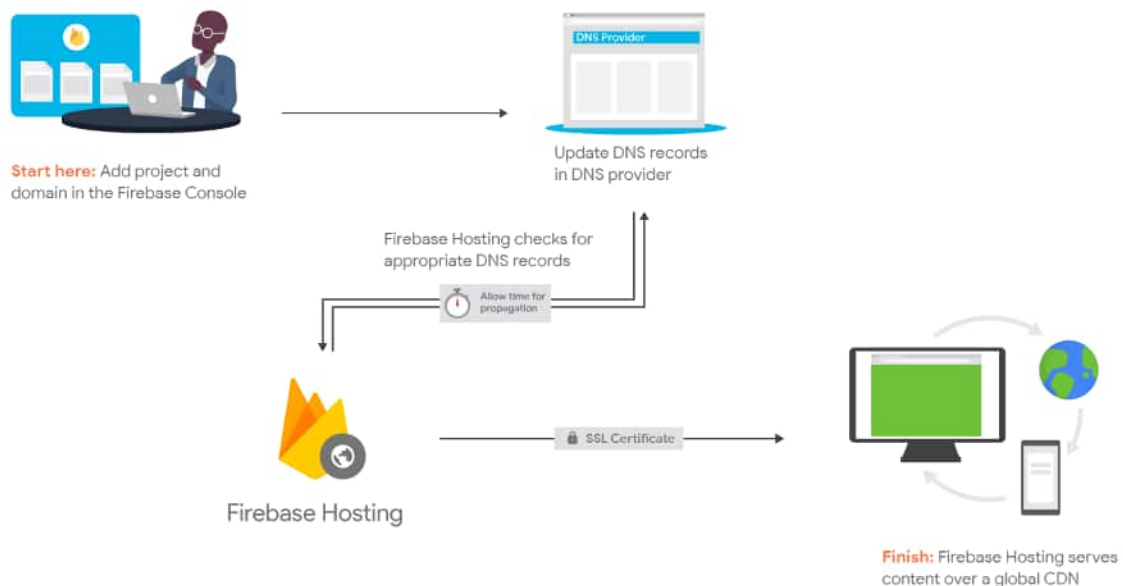 DNS Provider
Start here: Add project and
domain in the Firebase Console
Update DNS records
in DNS provider
Firebase Hosting checks for
appropriate DNS records
Allow time for
propagation
SSL Certificate
Firebase Hosting
Finish: Firebase Hosting serves
content over a global CDN